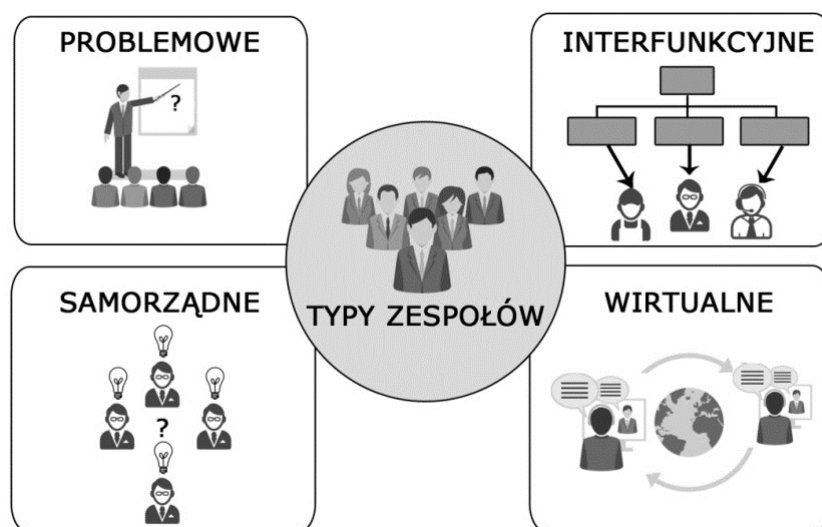 PROBLEMOWE
?
INTERFUNKCYJNE
TYPY ZESPOŁÓW
SAMORZĄDNE
?
WIRTUALNE